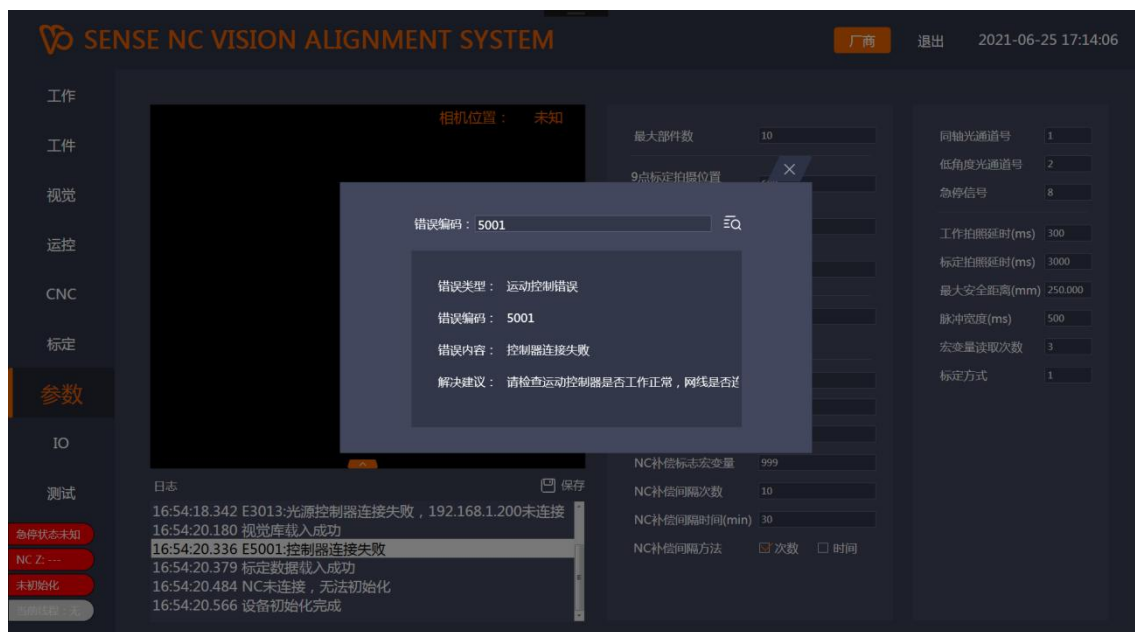 SENSE NC VISION ALIGNMENT SYSTEM
厂商
退出
2021-06-25 17:14:06
工作
工件
视觉
运控
CNC
标定
参数
IO
测试
急停状态未知
NC Z: ---
未初始化
相机位置： 未知
错误编码： 5001
错误类型： 运动控制错误
错误编码： 5001
错误内容： 控制器连接失败
解决建议： 请检查运动控制器是否工作正常，网线是否连
日志
保存
16:54:18.342 E3013:光源控制器连接失败，192.168.1.200未连接
16:54:20.180 视觉库载入成功
16:54:20.336 E5001:控制器连接失败
16:54:20.379 标定数据载入成功
16:54:20.484 NC未连接，无法初始化
16:54:20.566 设备初始化完成
最大部件数 10
9点标定拍摄位置
NC补偿标志宏变量 999
NC补偿间隔次数 10
NC补偿间隔时间(min) 30
NC补偿间隔方法 次数 时间
同轴光通道号 1
低角度光通道号 2
急停信号 8
工作拍照延时(ms) 300
标定拍照延时(ms) 3000
最大安全距离(mm) 250.000
脉冲宽度(ms) 500
宏变量读取次数 3
标定方式 1